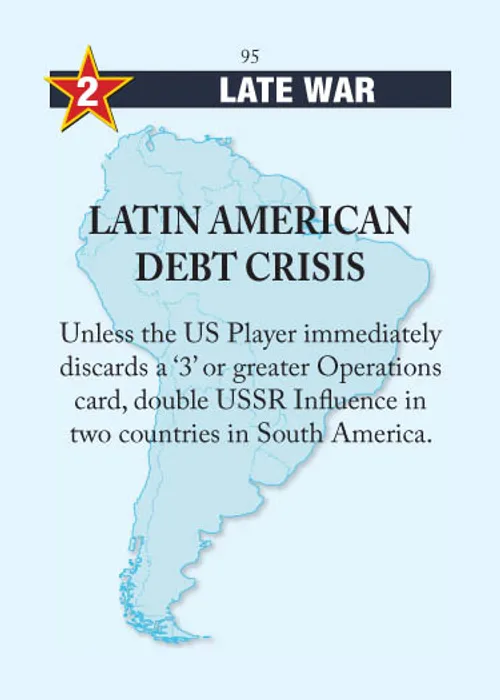 95
2
LATE WAR
LATIN AMERICAN
DEBT CRISIS
Unless the US Player immediately
discards a ‘3’ or greater Operations
card, double USSR Influence in
two countries in South America.